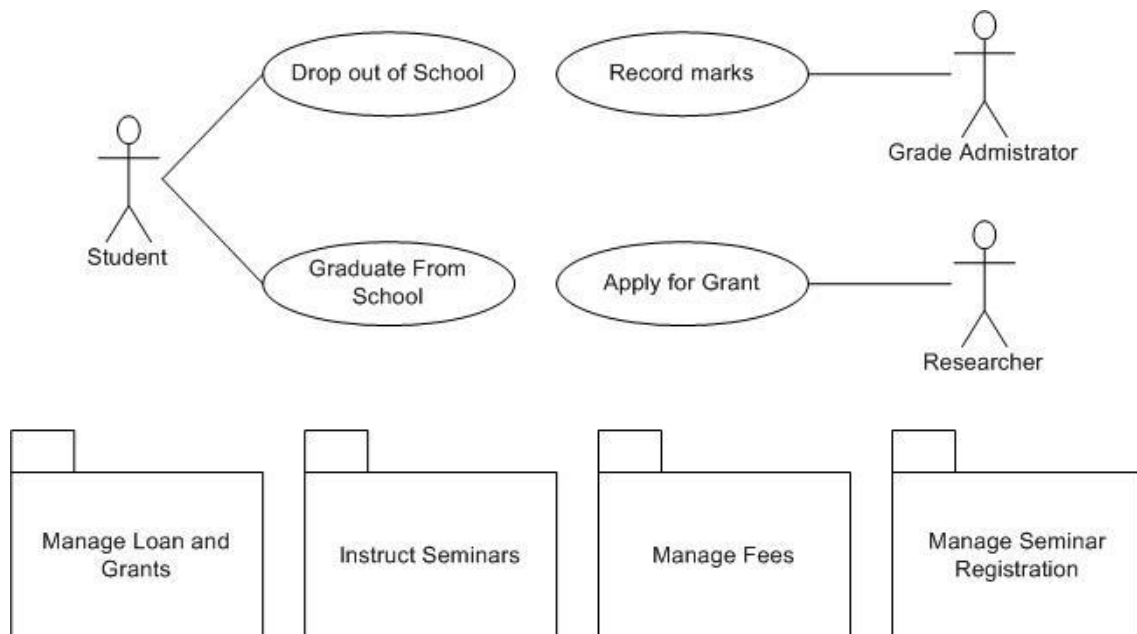 Drop out of School
Record marks
Grade Admistrator
Student
Graduate From
School
Apply for Grant
Researcher
Manage Loan and
Grants
Instruct Seminars
Manage Fees
Manage Seminar
Registration